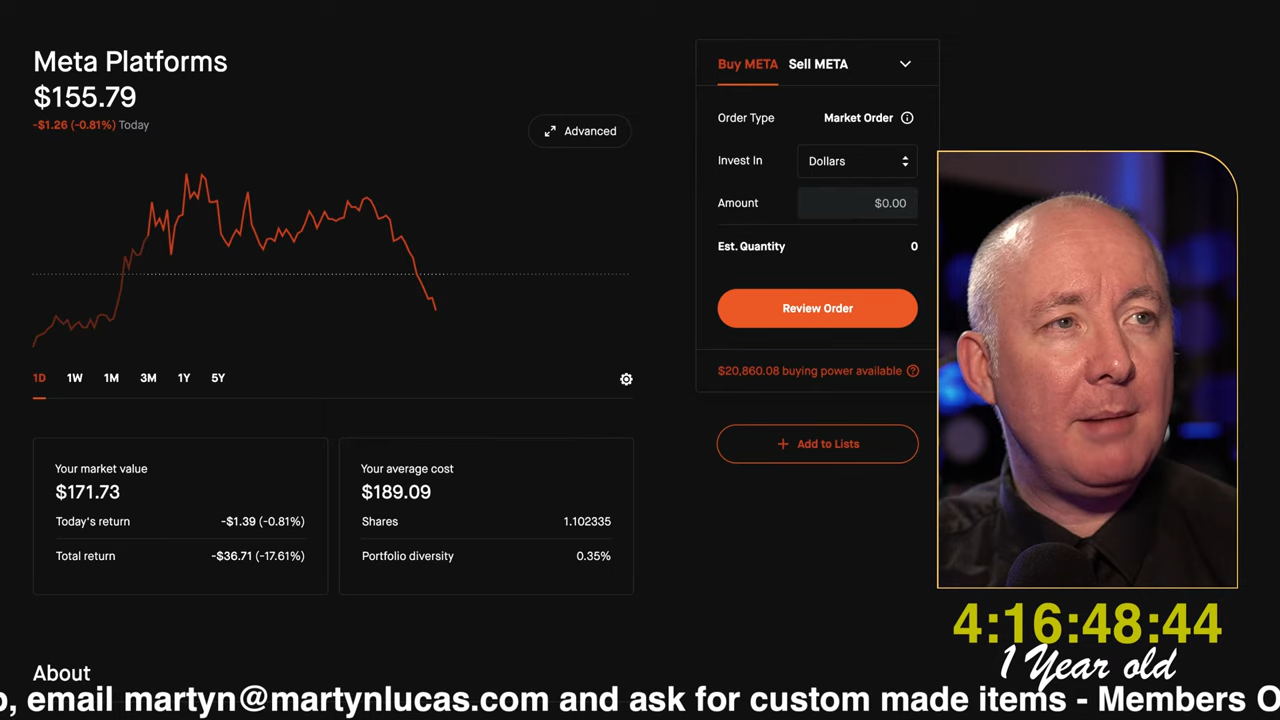 Meta Platforms
$155.79
-$1.26 (-0.81%) Today
Advanced
1D 1W 1M 3M 1Y 5Y
Your market value
$171.73
Today's return -$1.39 (-0.81%)
Total return -$36.71 (-17.61%)
Your average cost
$189.09
Shares 1.102335
Portfolio diversity 0.35%
About
Buy META Sell META
Order Type Market Order
Invest In Dollars
Amount $0.00
Est. Quantity 0
Review Order
$20,860.08 buying power available
+ Add to Lists
4:16:48:44
1 Year old
o, email martyn@martynlucas.com and ask for custom made items - Members O